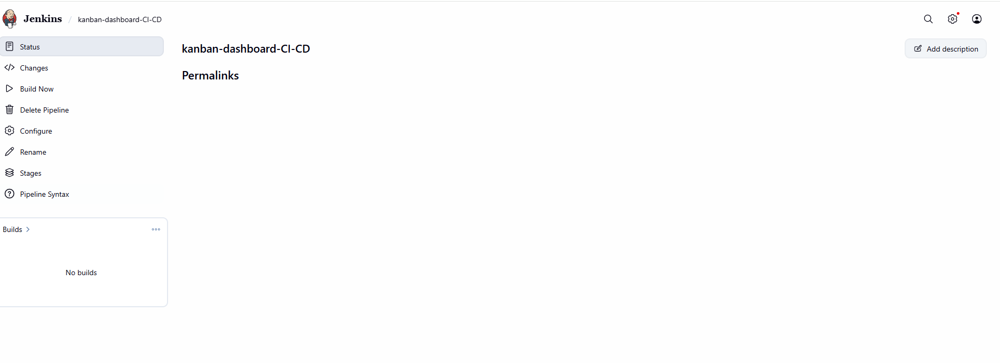 Jenkins / kanban-dashboard-CI-CD
Status
Changes
Build Now
Delete Pipeline
Configure
Rename
Stages
Pipeline Syntax
Builds
No builds
kanban-dashboard-CI-CD
Add description
Permalinks